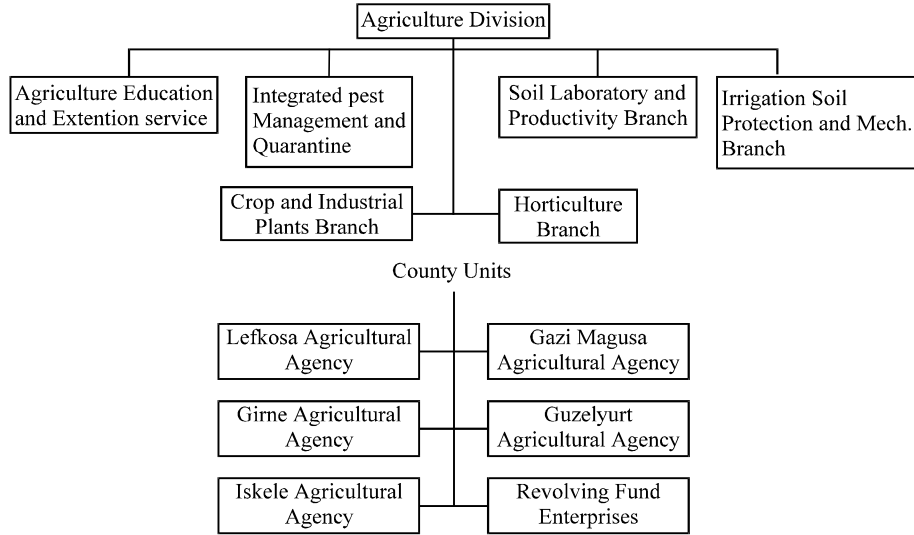 Agriculture Division
Agriculture Education
and Extention service
Integrated pest
Management and
Quarantine
Soil Laboratory and
Productivity Branch
Irrigation Soil
Protection and Mech.
Branch
Crop and Industrial
Plants Branch
Horticulture
Branch
County Units
Lefkosa Agricultural
Agency
Gazi Magusa
Agricultural Agency
Girne Agricultural
Agency
Guzelyurt
Agricultural Agency
Iskele Agricultural
Agency
Revolving Fund
Enterprises